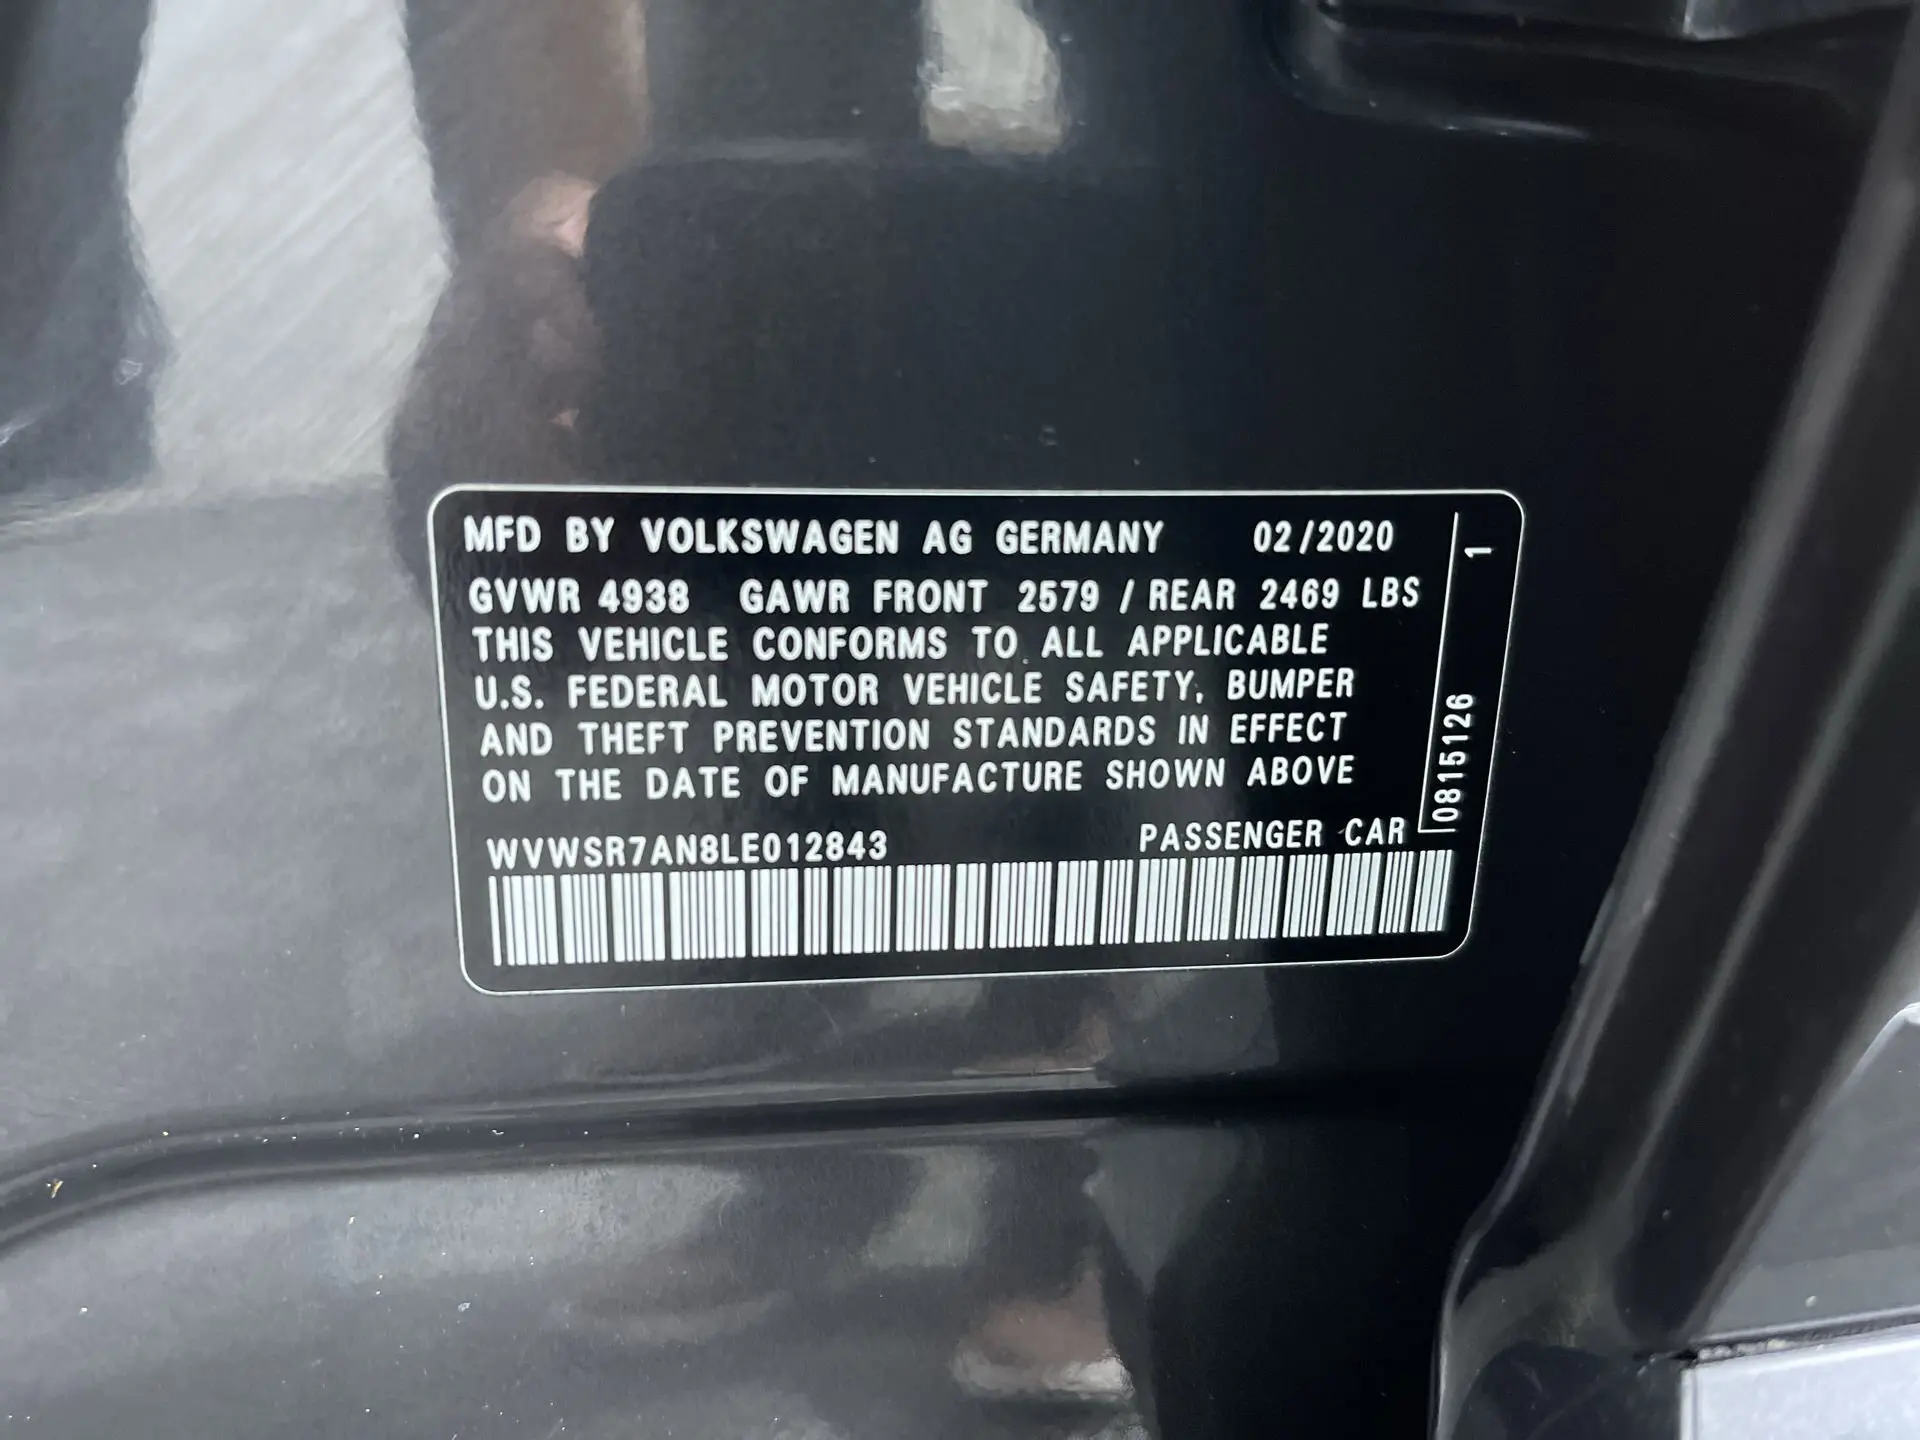 MFD BY VOLKSWAGEN AG GERMANY 02/2020
GVWR 4938 GAWR FRONT 2579 / REAR 2469 LBS
THIS VEHICLE CONFORMS TO ALL APPLICABLE
U.S. FEDERAL MOTOR VEHICLE SAFETY, BUMPER
AND THEFT PREVENTION STANDARDS IN EFFECT
ON THE DATE OF MANUFACTURE SHOWN ABOVE
WVWSR7AN8LE012843 PASSENGER CAR
0815126 1